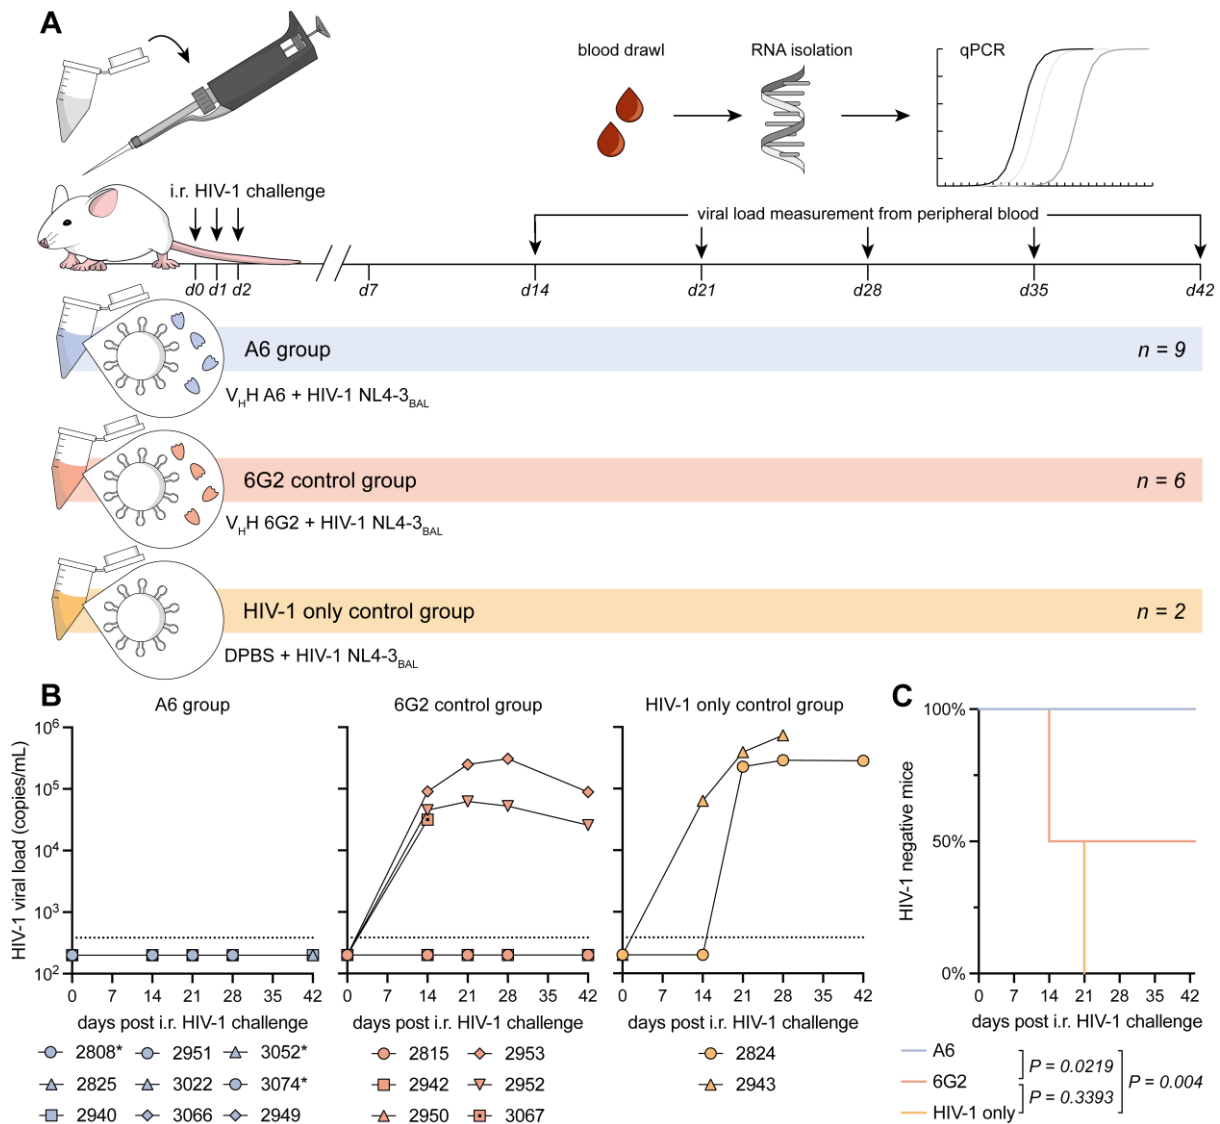 A
blood drawl
RNA isolation
qPCR
i.r. HIV-1 challenge
viral load measurement from peripheral blood
d0 d1 d2 d7 d14 d21 d28 d35 d42
A6 group n = 9
VHH A6 + HIV-1 NL4-3BAL
6G2 control group n = 6
VHH 6G2 + HIV-1 NL4-3BAL
HIV-1 only control group n = 2
DPBS + HIV-1 NL4-3BAL
B
A6 group
6G2 control group
HIV-1 only control group
HIV-1 viral load (copies/mL)
10^6
10^5
10^4
10^3
10^2
0 7 14 21 28 35 42
0 7 14 21 28 35 42
0 7 14 21 28 35 42
days post i.r. HIV-1 challenge
days post i.r. HIV-1 challenge
days post i.r. HIV-1 challenge
2808* 2951 3052*
2825 3022 3074*
2940 3066 2949
2815 2953
2942 2952
2950 3067
2824
2943
C
HIV-1 negative mice
100%
50%
0%
0 7 14 21 28 35 42
days post i.r. HIV-1 challenge
A6
6G2
HIV-1 only
P = 0.0219
P = 0.3393
P = 0.004